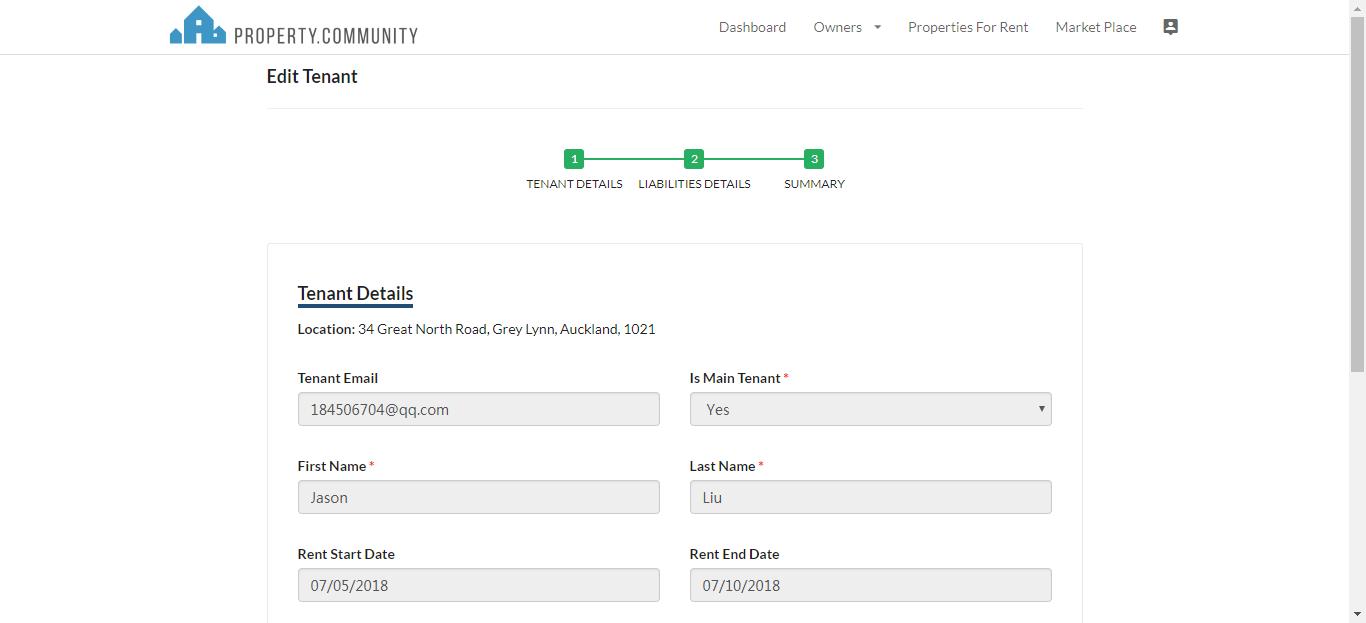 PROPERTY.COMMUNITY Dashboard Owners Properties For Rent Market Place
Edit Tenant
1 2 3
TENANT DETAILS LIABILITIES DETAILS SUMMARY
Tenant Details
Location: 34 Great North Road, Grey Lynn, Auckland, 1021
Tenant Email Is Main Tenant *
184506704@qq.com Yes
First Name * Last Name *
Jason Liu
Rent Start Date Rent End Date
07/05/2018 07/10/2018